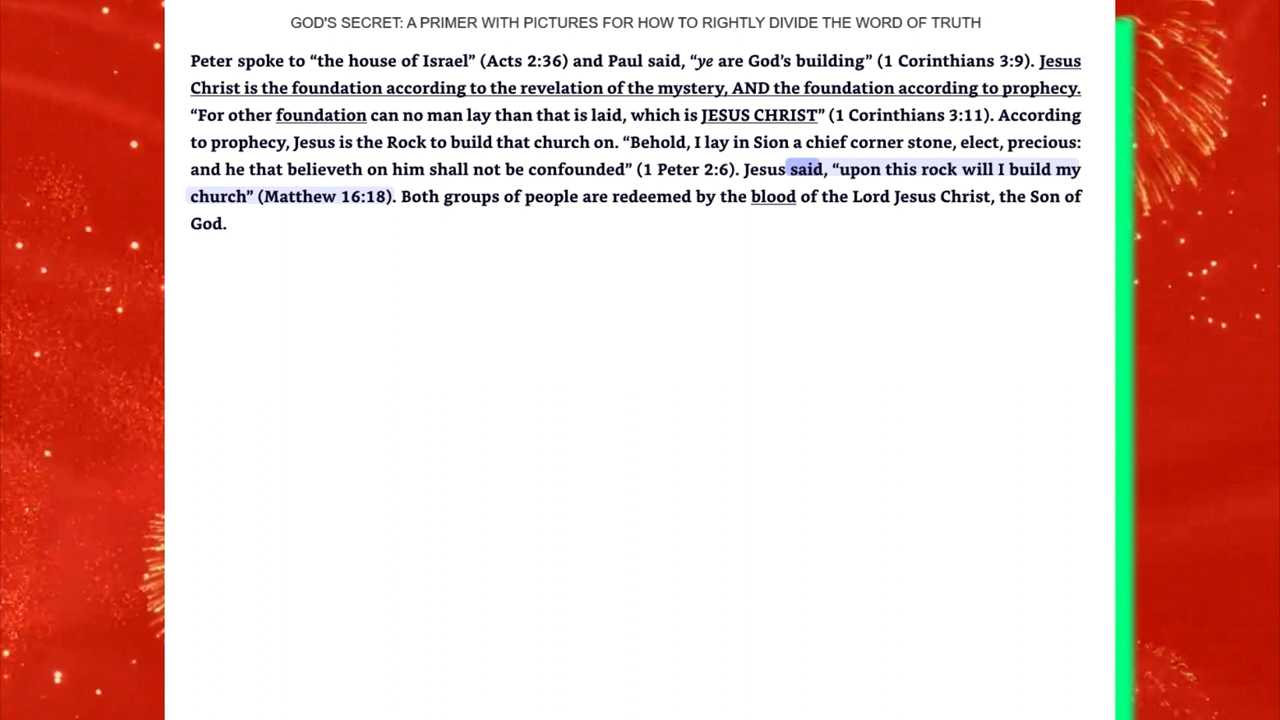 GOD'S SECRET: A PRIMER WITH PICTURES FOR HOW TO RIGHTLY DIVIDE THE WORD OF TRUTH
Peter spoke to “the house of Israel” (Acts 2:36) and Paul said, “ye are God’s building” (1 Corinthians 3:9). Jesus
Christ is the foundation according to the revelation of the mystery, AND the foundation according to prophecy.
“For other foundation can no man lay than that is laid, which is JESUS CHRIST” (1 Corinthians 3:11). According
to prophecy, Jesus is the Rock to build that church on. “Behold, I lay in Sion a chief corner stone, elect, precious:
and he that believeth on him shall not be confounded” (1 Peter 2:6). Jesus said, “upon this rock will I build my
church” (Matthew 16:18). Both groups of people are redeemed by the blood of the Lord Jesus Christ, the Son of
God.